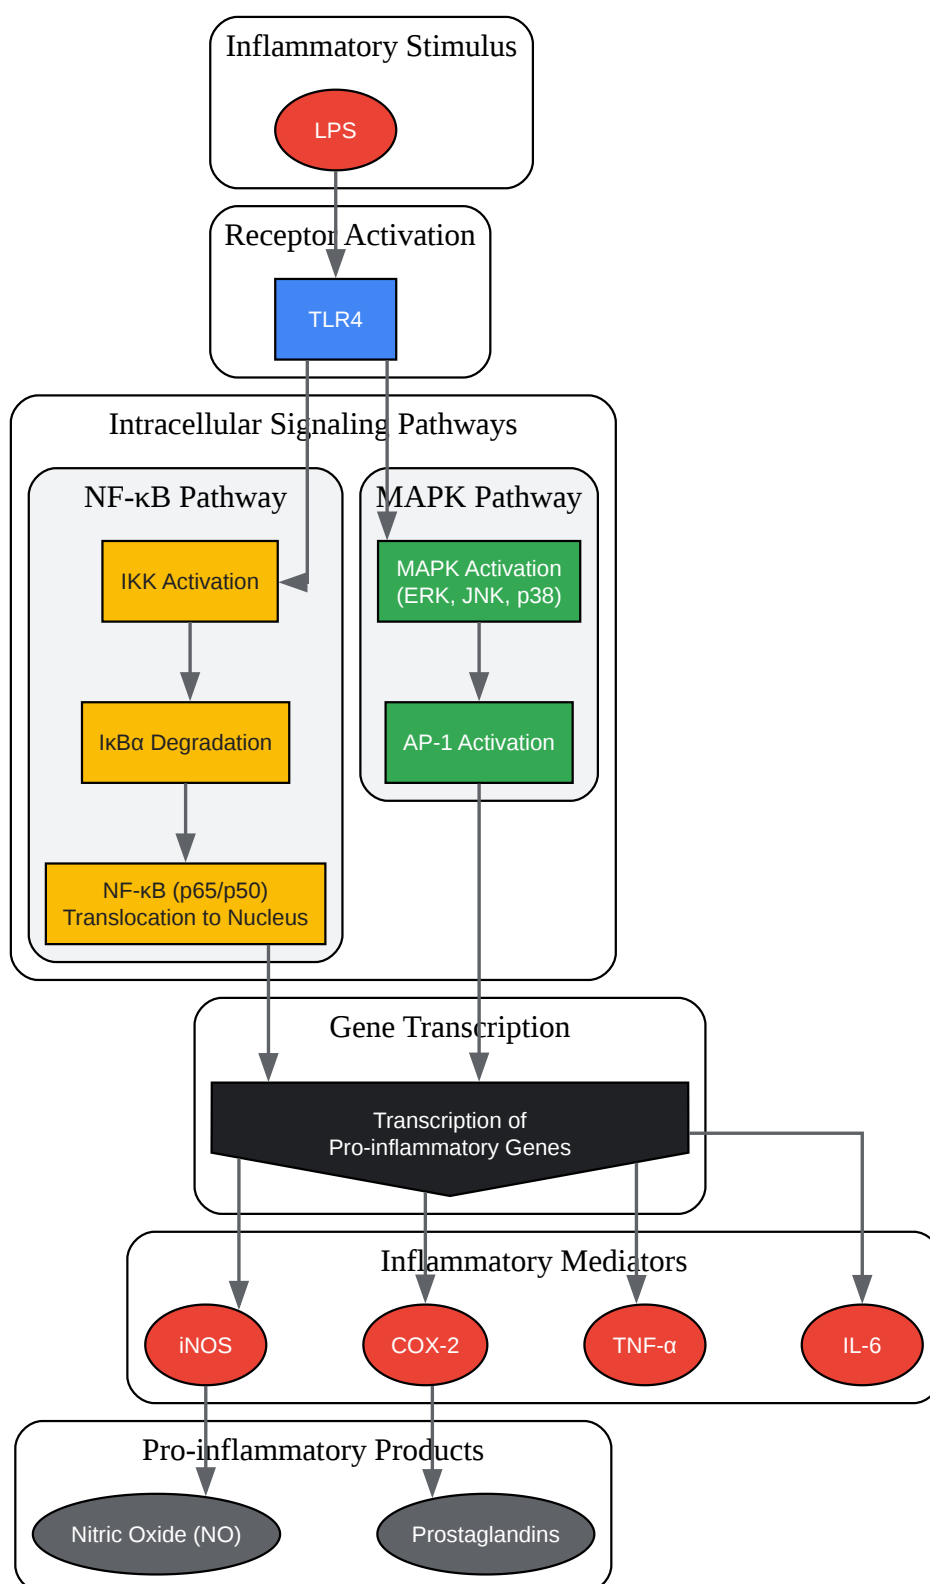 Inflammatory Stimulus
LPS
Receptor Activation
TLR4
Intracellular Signaling Pathways
NF-κB Pathway
MAPK Pathway
IKK Activation
MAPK Activation
(ERK, JNK, p38)
IκBα Degradation
AP-1 Activation
NF-κB (p65/p50)
Translocation to Nucleus
Gene Transcription
Transcription of
Pro-inflammatory Genes
Inflammatory Mediators
iNOS
COX-2
TNF-α
IL-6
Pro-inflammatory Products
Nitric Oxide (NO)
Prostaglandins